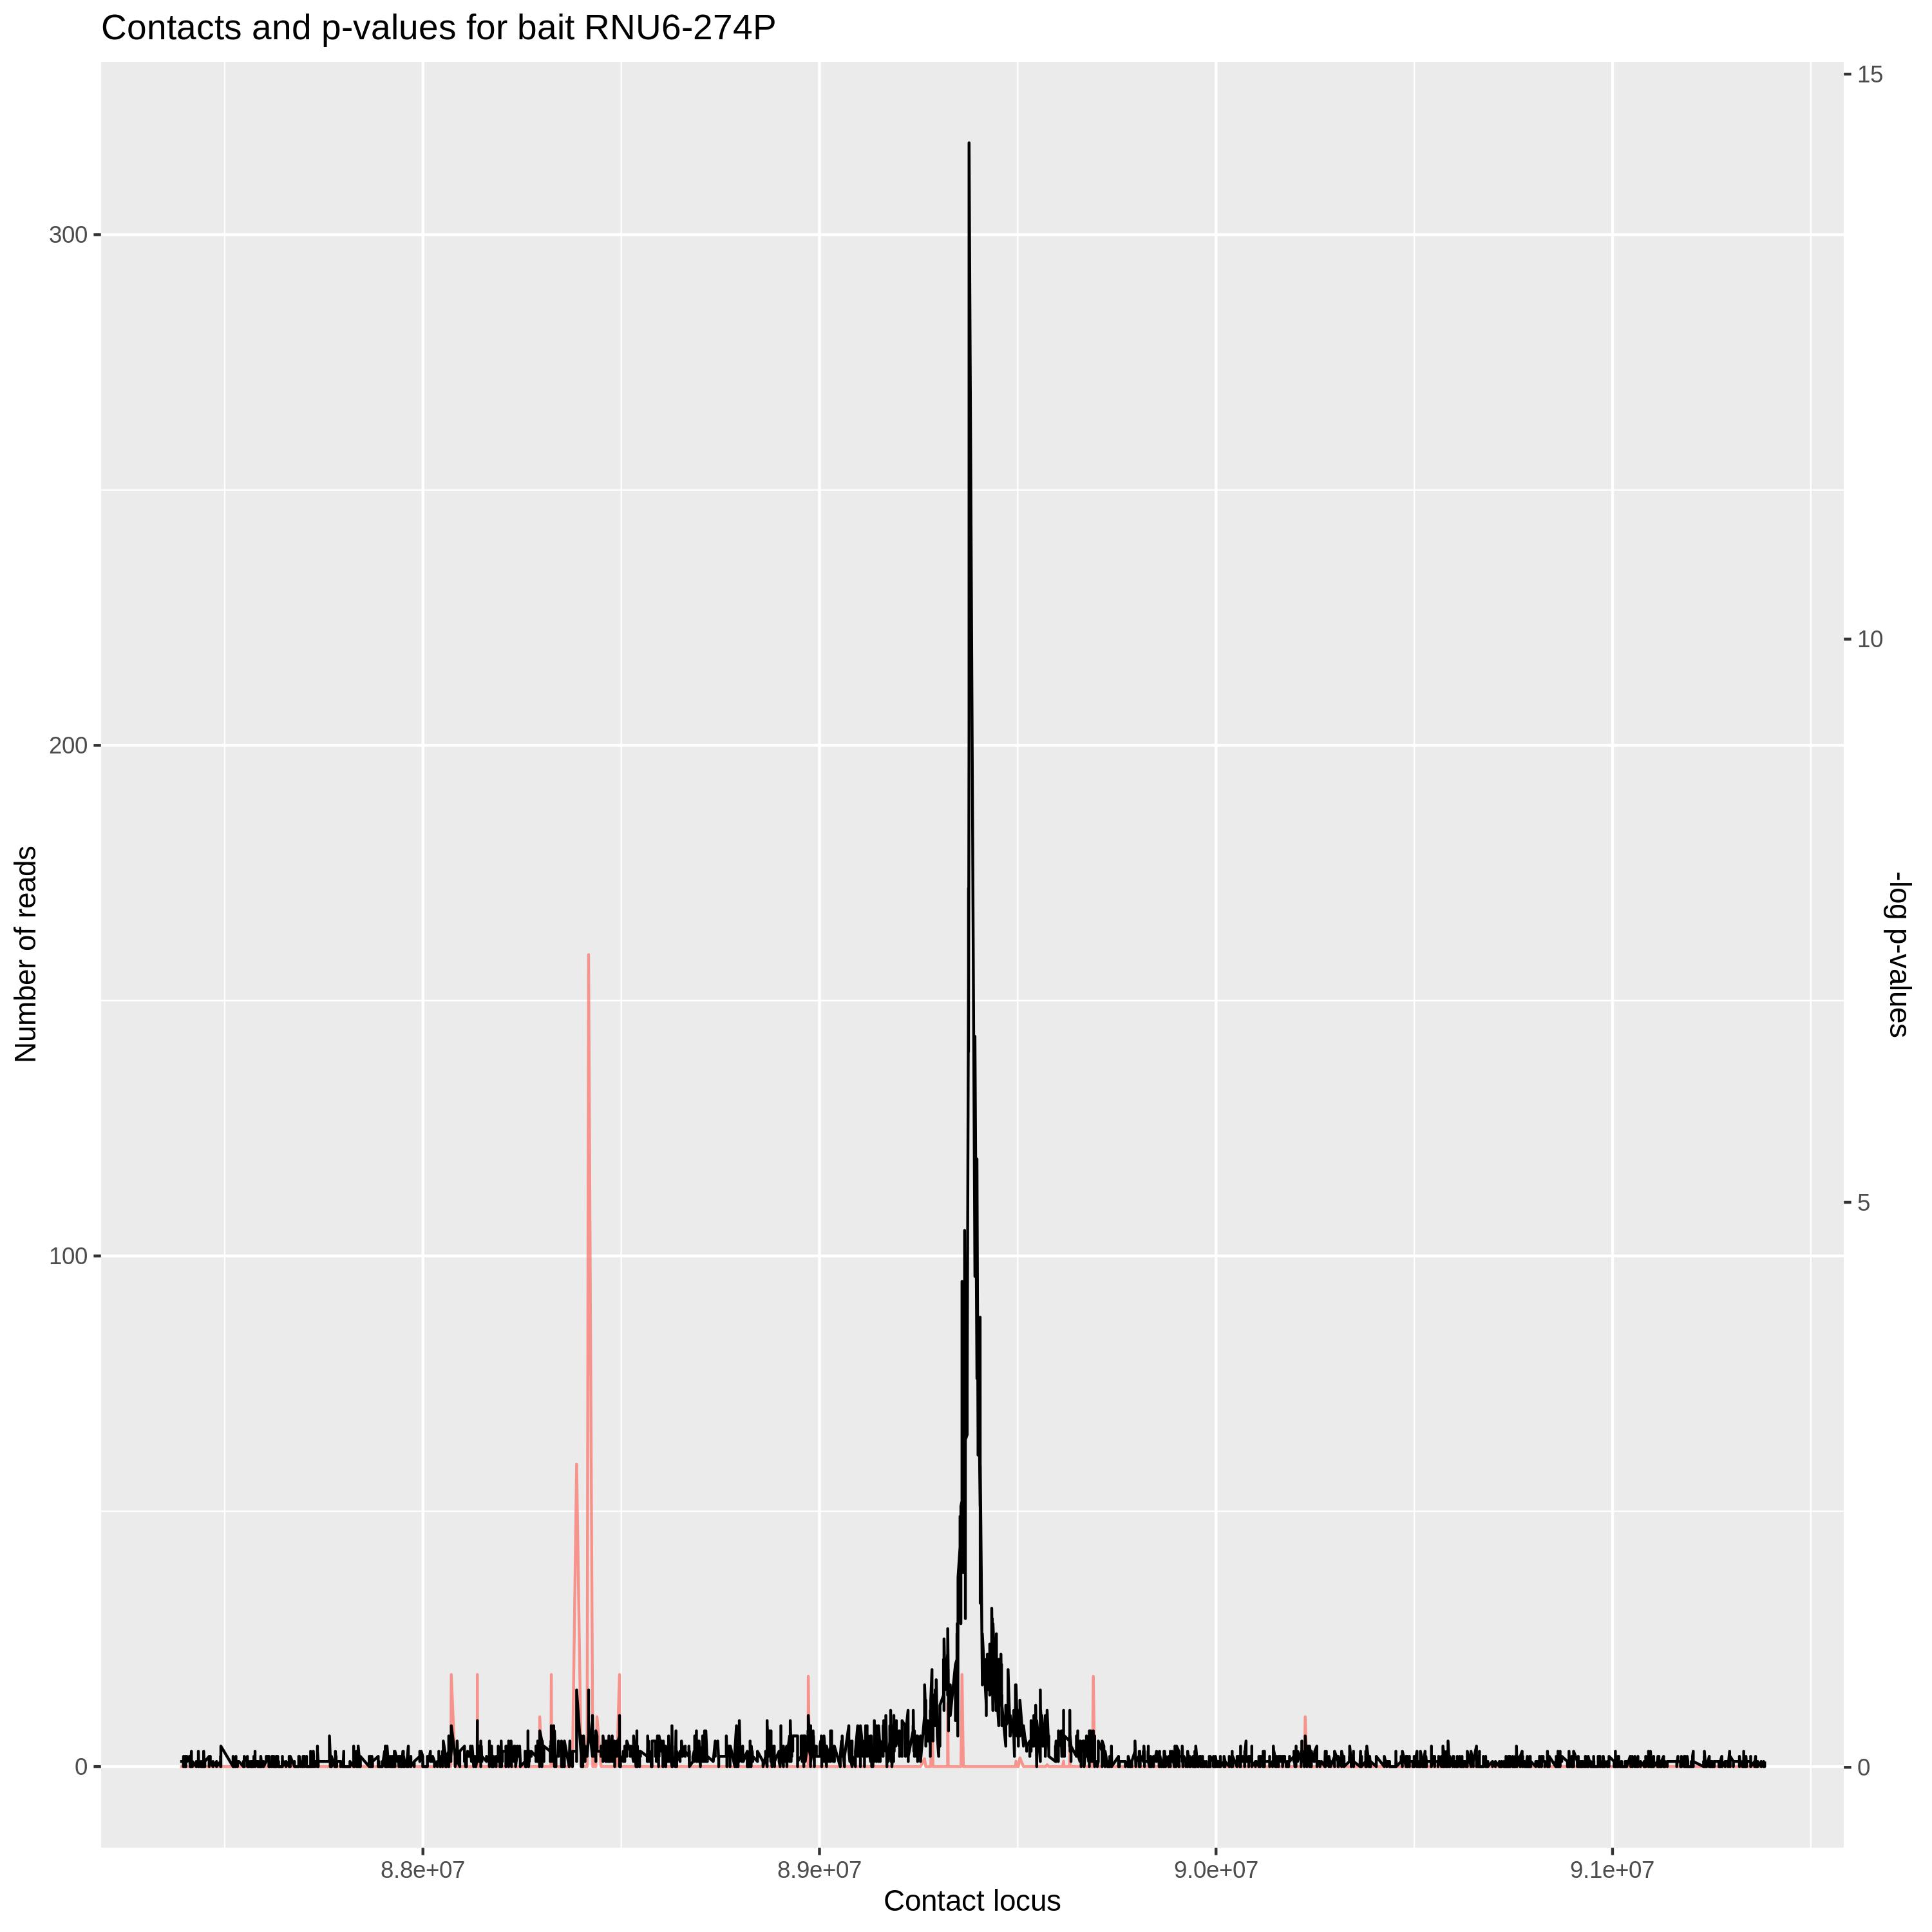 Contacts and p-values for bait RNU6-274P
15
300
10
200
Number of reads
-log p-values
5
100
0
0
8.8e+07
8.9e+07
9.0e+07
9.1e+07
Contact locus